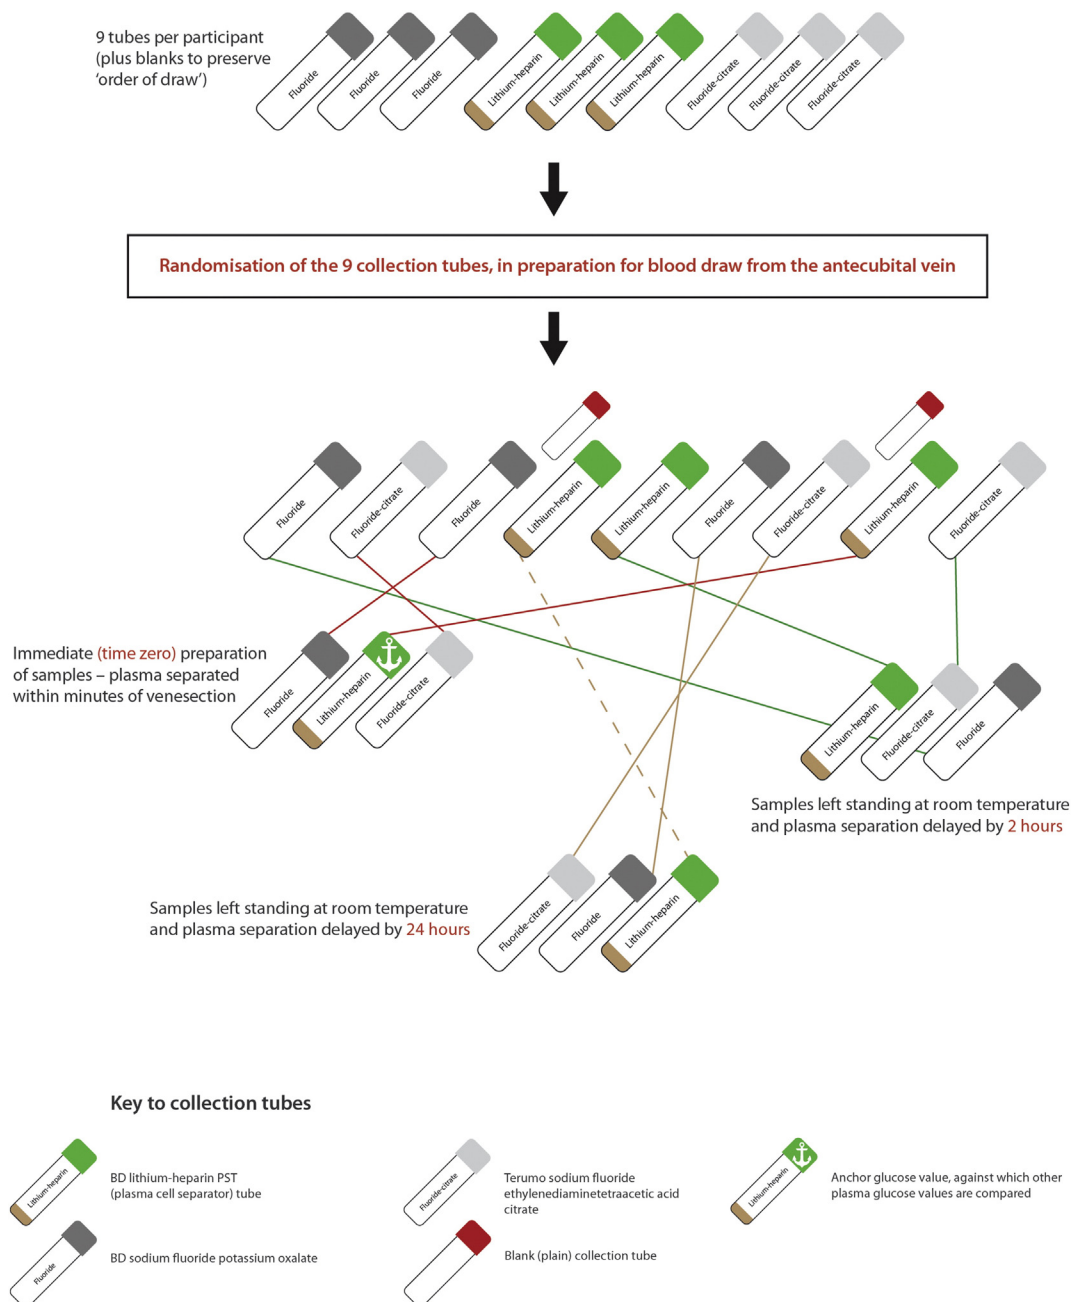 9 tubes per participant
(plus blanks to preserve
‘order of draw’)
Fluoride
Fluoride
Fluoride
Lithium-heparin
Lithium-heparin
Lithium-heparin
Fluoride-citrate
Fluoride-citrate
Fluoride-citrate
Randomisation of the 9 collection tubes, in preparation for blood draw from the antecubital vein
Fluoride
Fluoride-citrate
Fluoride
Lithium-heparin
Lithium-heparin
Fluoride
Fluoride-citrate
Lithium-heparin
Fluoride-citrate
Immediate (time zero) preparation
of samples – plasma separated
within minutes of venesection
Fluoride
Lithium-heparin
Fluoride-citrate
Lithium-heparin
Fluoride-citrate
Fluoride
Samples left standing at room temperature
and plasma separation delayed by 2 hours
Samples left standing at room temperature
and plasma separation delayed by 24 hours
Fluoride-citrate
Fluoride
Lithium-heparin
Key to collection tubes
Lithium-heparin
BD lithium-heparin PST
(plasma cell separator) tube
Fluoride-citrate
Terumo sodium fluoride
ethylenediaminetetraacetic acid
citrate
Lithium-heparin
Anchor glucose value, against which other
plasma glucose values are compared
Fluoride
BD sodium fluoride potassium oxalate
Blank (plain) collection tube